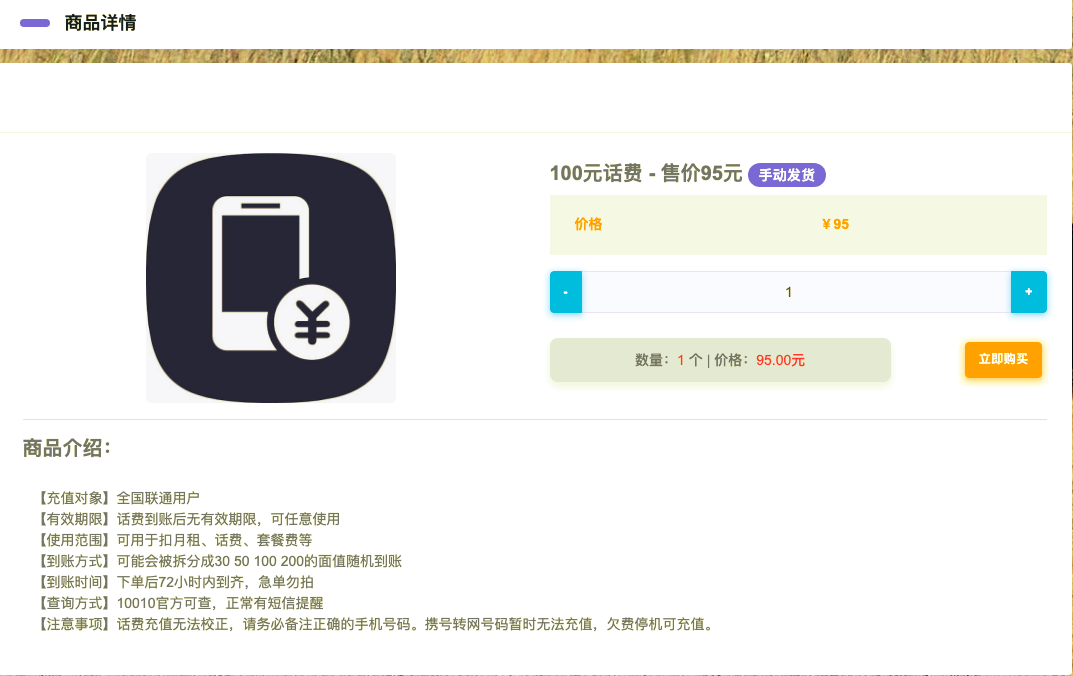 商品详情
100元话费 - 售价95元 手动发货
价格 ￥95
- 1 +
数量：1 个 | 价格：95.00元 立即购买
商品介绍：
【充值对象】全国联通用户
【有效期限】话费到账后无有效期限，可任意使用
【使用范围】可用于扣月租、话费、套餐费等
【到账方式】可能会被拆分成30 50 100 200的面值随机到账
【到账时间】下单后72小时内到齐，急单勿拍
【查询方式】10010官方可查，正常有短信提醒
【注意事项】话费充值无法校正，请务必备注正确的手机号码。携号转网号码暂时无法充值，欠费停机可充值。